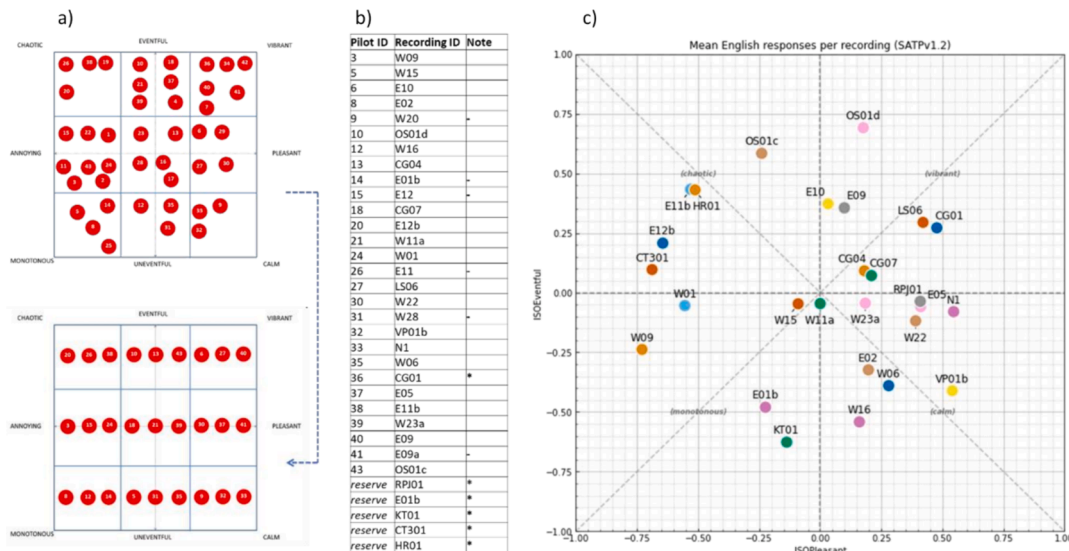 a)
CHAOTIC EVENTFUL VIBRANT
26 38 19 10 18 36 34 42
21 37 40 41
39 4 7
15 22 1 23 13 6 29
ANNOYING PLEASANT
11 43 24 16 27 30
2 17
14 12 35 9
8 31 32
25
MONOTONOUS UNEVENTFUL CALM
CHAOTIC EVENTFUL VIBRANT
20 26 38 10 13 43 6 27 40
ANNOYING PLEASANT
3 15 24 18 21 39 30 37 41
8 12 14 5 31 35 9 32 33
MONOTONOUS UNEVENTFUL CALM
b)
Pilot ID Recording ID Note
3 W09
5 W15
6 E10
8 E02
9 W20 -
10 OS01d
12 W16
13 CG04
14 E01b -
15 E12 -
18 CG07
20 E12b
21 W11a
24 W01
26 E11 -
27 LS06
30 W22
31 W28 -
32 VP01b
33 N1
35 W06
36 CG01 *
37 E05
38 E11b
39 W23a
40 E09
41 E09a -
43 OS01c
reserve RPJ01 *
reserve E01b *
reserve KT01 *
reserve CT301 *
reserve HR01 *
c)
Mean English responses per recording (SATPv1.2)
1.00
0.75
0.50
0.25
0.00
−0.25
−0.50
−0.75
−1.00
ISOEventful
OS01d
OS01c
(chaotic) (vibrant)
E11b HR01 E10 E09
LS06 CG01
E12b
CT301 CG04 CG07
W01 RPJ01 E05 N1
W15 W11a W23a
W22
W09
E02
W06 VP01b
E01b
(monotonous) W16 (calm)
KT01
−1.00 −0.75 −0.50 −0.25 0.00 0.25 0.50 0.75 1.00
ISOPleasant